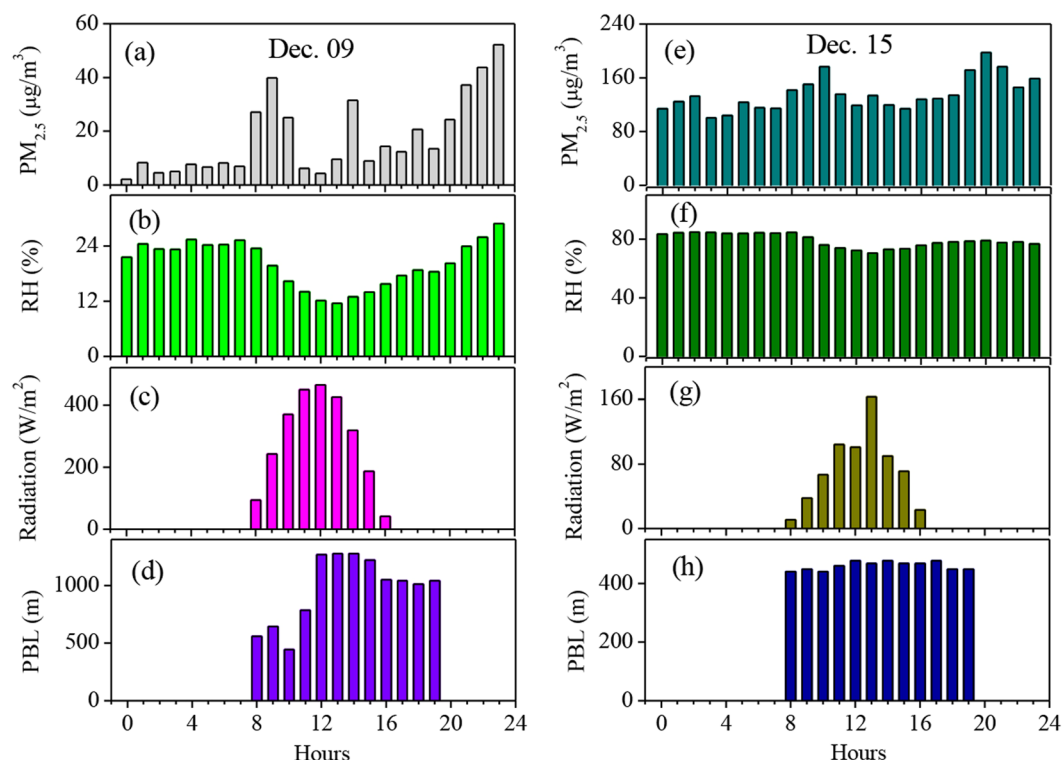 (a)
Dec. 09
PM2.5 (μg/m³)
60
40
20
0
(b)
RH (%)
24
12
0
(c)
Radiation (W/m²)
400
200
0
(d)
PBL (m)
1000
500
0
0 4 8 12 16 20 24
Hours
(e)
Dec. 15
PM2.5 (μg/m³)
240
160
80
0
(f)
RH (%)
80
40
0
(g)
Radiation (W/m²)
160
80
0
(h)
PBL (m)
400
200
0
0 4 8 12 16 20 24
Hours